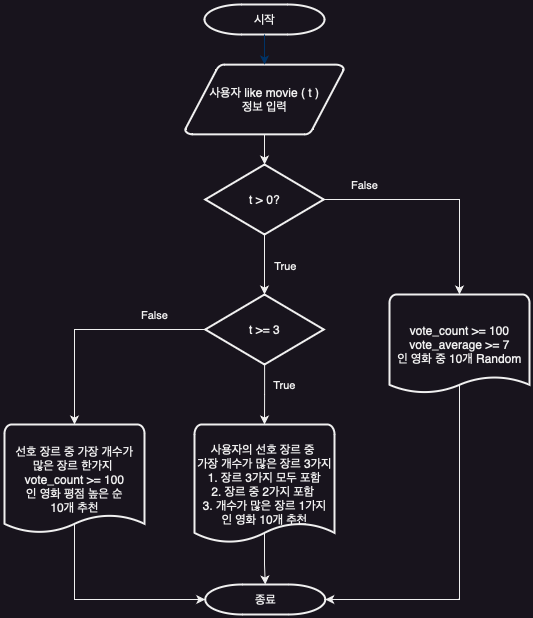 시작
사용자 like movie ( t )
정보 입력
t > 0?
False
True
vote_count >= 100
vote_average >= 7
인 영화 중 10개 Random
t >= 3
False
True
선호 장르 중 가장 개수가
많은 장르 한가지
vote_count >= 100
인 영화 평점 높은 순
10개 추천
사용자의 선호 장르 중
가장 개수가 많은 장르 3가지
1. 장르 3가지 모두 포함
2. 장르 중 2가지 포함
3. 개수가 많은 장르 1가지
인 영화 10개 추천
종료